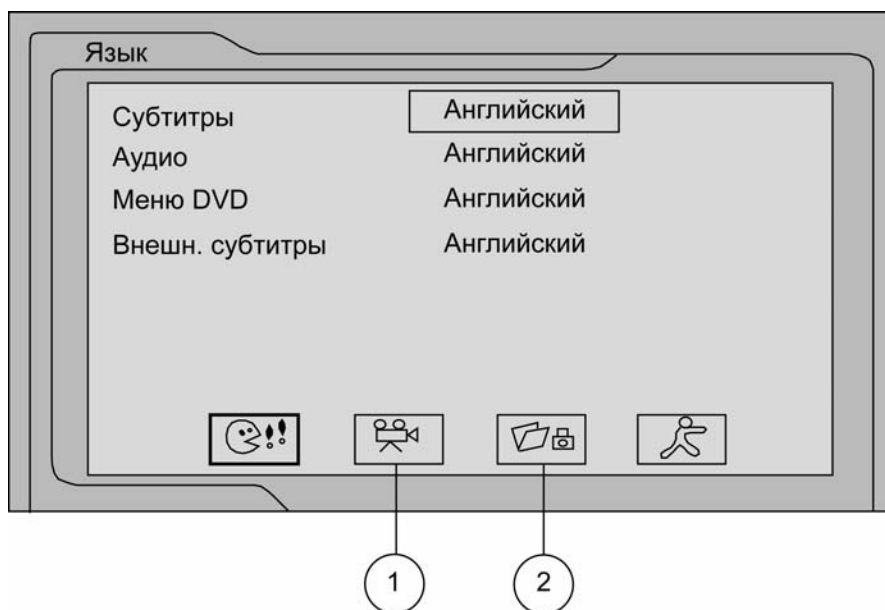 Язык
Субтитры Английский
Аудио Английский
Меню DVD Английский
Внешн. субтитры Английский
1 2